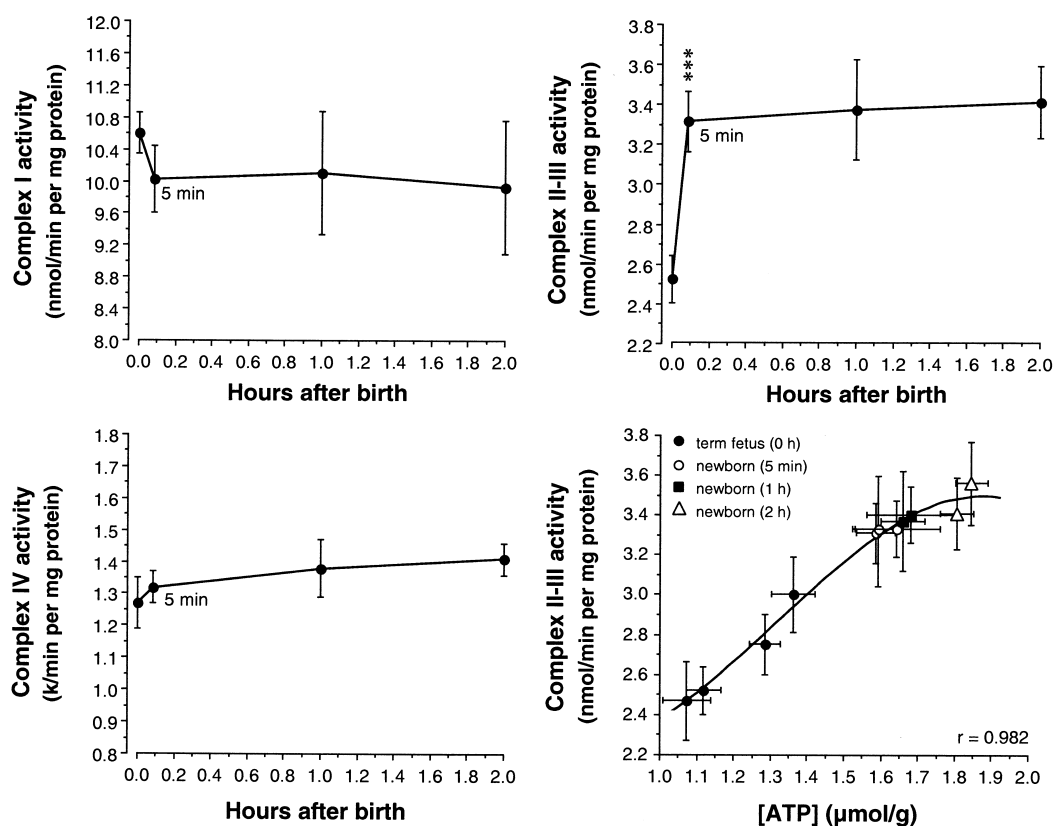 12.0
11.6
11.2
10.8
10.4
10.0
9.6
9.2
8.8
8.4
8.0
Complex I activity
(nmol/min per mg protein)
5 min
0.0 0.2 0.4 0.6 0.8 1.0 1.2 1.4 1.6 1.8 2.0
Hours after birth
3.8
3.6
3.4
3.2
3.0
2.8
2.6
2.4
2.2
Complex II-III activity
(nmol/min per mg protein)
***
5 min
0.0 0.2 0.4 0.6 0.8 1.0 1.2 1.4 1.6 1.8 2.0
Hours after birth
1.8
1.7
1.6
1.5
1.4
1.3
1.2
1.1
1.0
0.9
0.8
Complex IV activity
(k/min per mg protein)
5 min
0.0 0.2 0.4 0.6 0.8 1.0 1.2 1.4 1.6 1.8 2.0
Hours after birth
3.8
3.6
3.4
3.2
3.0
2.8
2.6
2.4
2.2
Complex II-III activity
(nmol/min per mg protein)
term fetus (0 h)
newborn (5 min)
newborn (1 h)
newborn (2 h)
r = 0.982
1.0 1.1 1.2 1.3 1.4 1.5 1.6 1.7 1.8 1.9 2.0
[ATP] (μmol/g)